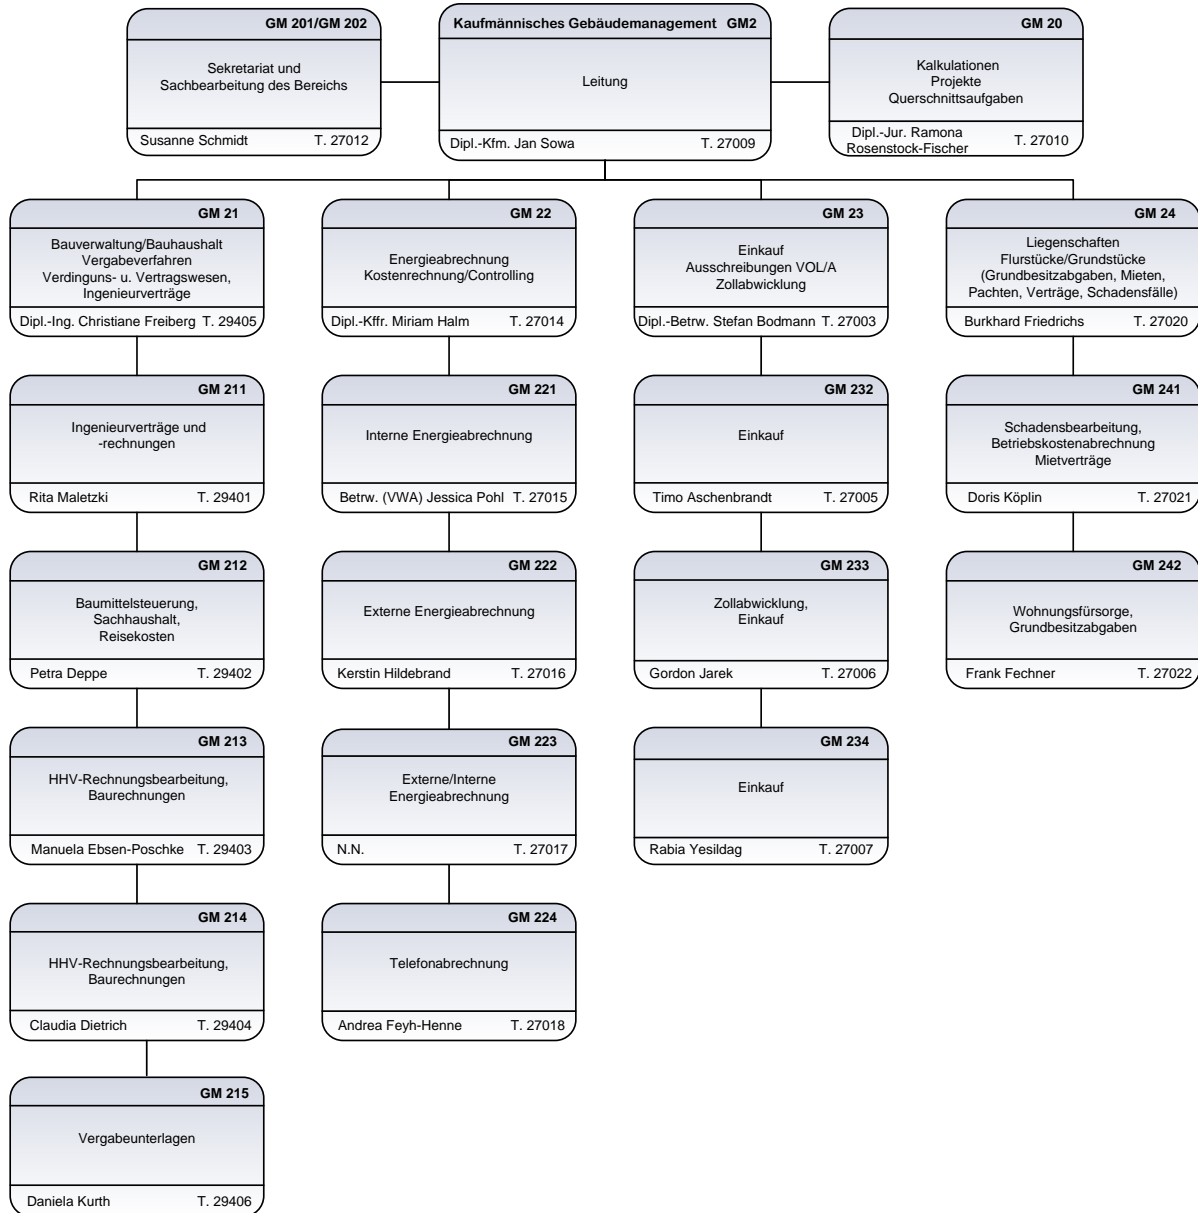 GM 201/GM 202
Sekretariat und
Sachbearbeitung des Bereichs
Susanne Schmidt T. 27012
Kaufmännisches Gebäudemanagement GM2
Leitung
Dipl.-Kfm. Jan Sowa T. 27009
GM 20
Kalkulationen
Projekte
Querschnittsaufgaben
Dipl.-Jur. Ramona
Rosenstock-Fischer T. 27010
GM 21
Bauverwaltung/Bauhaushalt
Vergabeverfahren
Verdinguns- u. Vertragswesen,
Ingenieurverträge
Dipl.-Ing. Christiane Freiberg T. 29405
GM 22
Energieabrechnung
Kostenrechnung/Controlling
Dipl.-Kffr. Miriam Halm T. 27014
GM 23
Einkauf
Ausschreibungen VOL/A
Zollabwicklung
Dipl.-Betrw. Stefan Bodmann T. 27003
GM 24
Liegenschaften
Flurstücke/Grundstücke
(Grundbesitzabgaben, Mieten,
Pachten, Verträge, Schadensfälle)
Burkhard Friedrichs T. 27020
GM 211
Ingenieurverträge und
-rechnungen
Rita Maletzki T. 29401
GM 221
Interne Energieabrechnung
Betrw. (VWA) Jessica Pohl T. 27015
GM 232
Einkauf
Timo Aschenbrandt T. 27005
GM 241
Schadensbearbeitung,
Betriebskostenabrechnung
Mietverträge
Doris Köplin T. 27021
GM 212
Baumittelsteuerung,
Sachhaushalt,
Reisekosten
Petra Deppe T. 29402
GM 222
Externe Energieabrechnung
Kerstin Hildebrand T. 27016
GM 233
Zollabwicklung,
Einkauf
Gordon Jarek T. 27006
GM 242
Wohnungsfürsorge,
Grundbesitzabgaben
Frank Fechner T. 27022
GM 213
HHV-Rechnungsbearbeitung,
Baurechnungen
Manuela Ebsen-Poschke T. 29403
GM 223
Externe/Interne
Energieabrechnung
N.N. T. 27017
GM 234
Einkauf
Rabia Yesildag T. 27007
GM 214
HHV-Rechnungsbearbeitung,
Baurechnungen
Claudia Dietrich T. 29404
GM 224
Telefonabrechnung
Andrea Feyh-Henne T. 27018
GM 215
Vergabeunterlagen
Daniela Kurth T. 29406